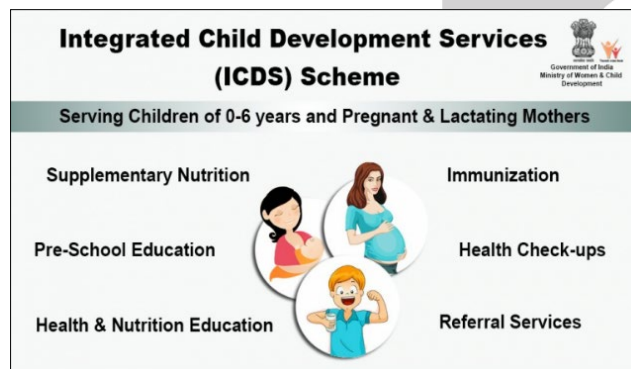 Integrated Child Development Services
(ICDS) Scheme
Government of India
Ministry of Women & Child
Development
Serving Children of 0-6 years and Pregnant & Lactating Mothers
Supplementary Nutrition
Immunization
Pre-School Education
Health Check-ups
Health & Nutrition Education
Referral Services